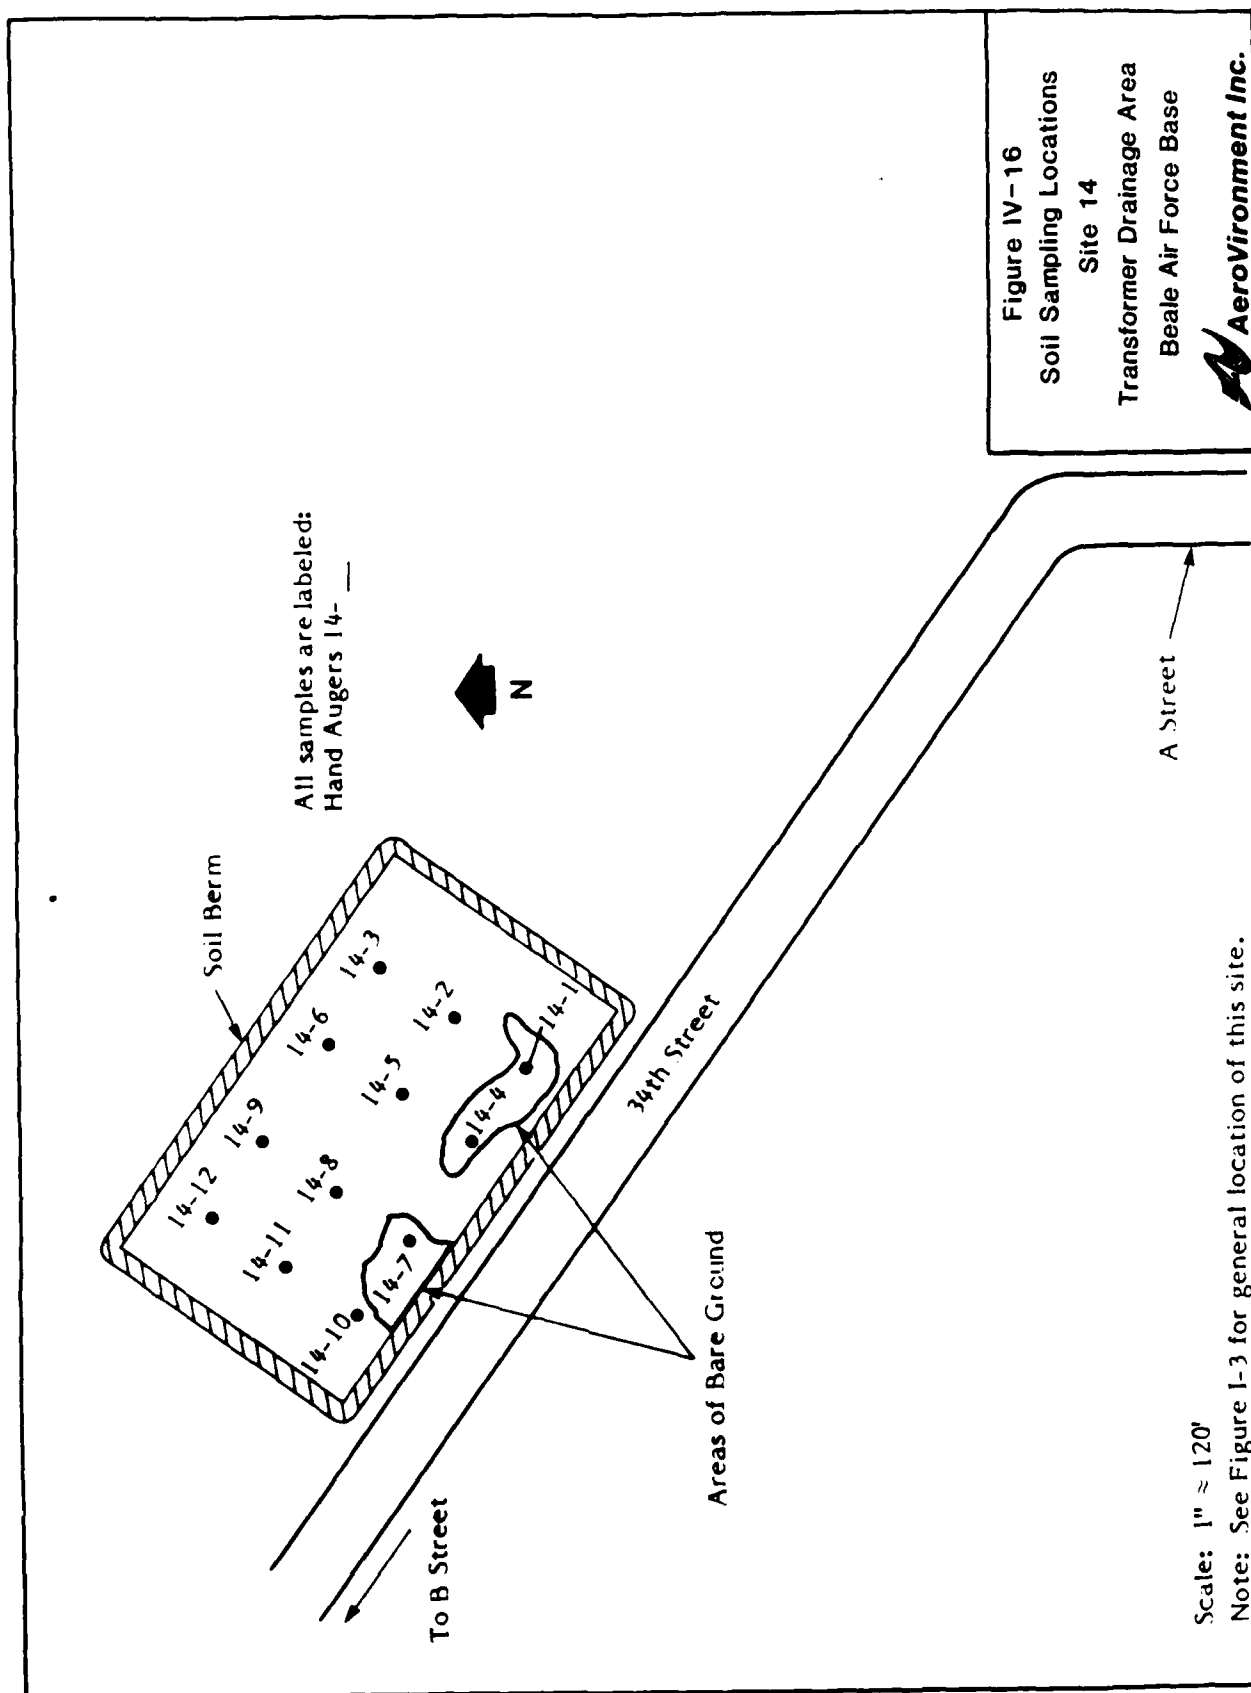 Soil Berm
All samples are labeled:
Hand Augers 14- __
N
14-12
14-9
14-6
14-3
14-11
14-8
14-5
14-2
14-10
14-7
14-4
14-1
34th Street
To B Street
Areas of Bare Ground
A Street
Scale: 1" ≈ 120'
Note: See Figure I-3 for general location of this site.
Figure IV-16
Soil Sampling Locations
Site 14
Transformer Drainage Area
Beale Air Force Base
AeroVironment Inc.